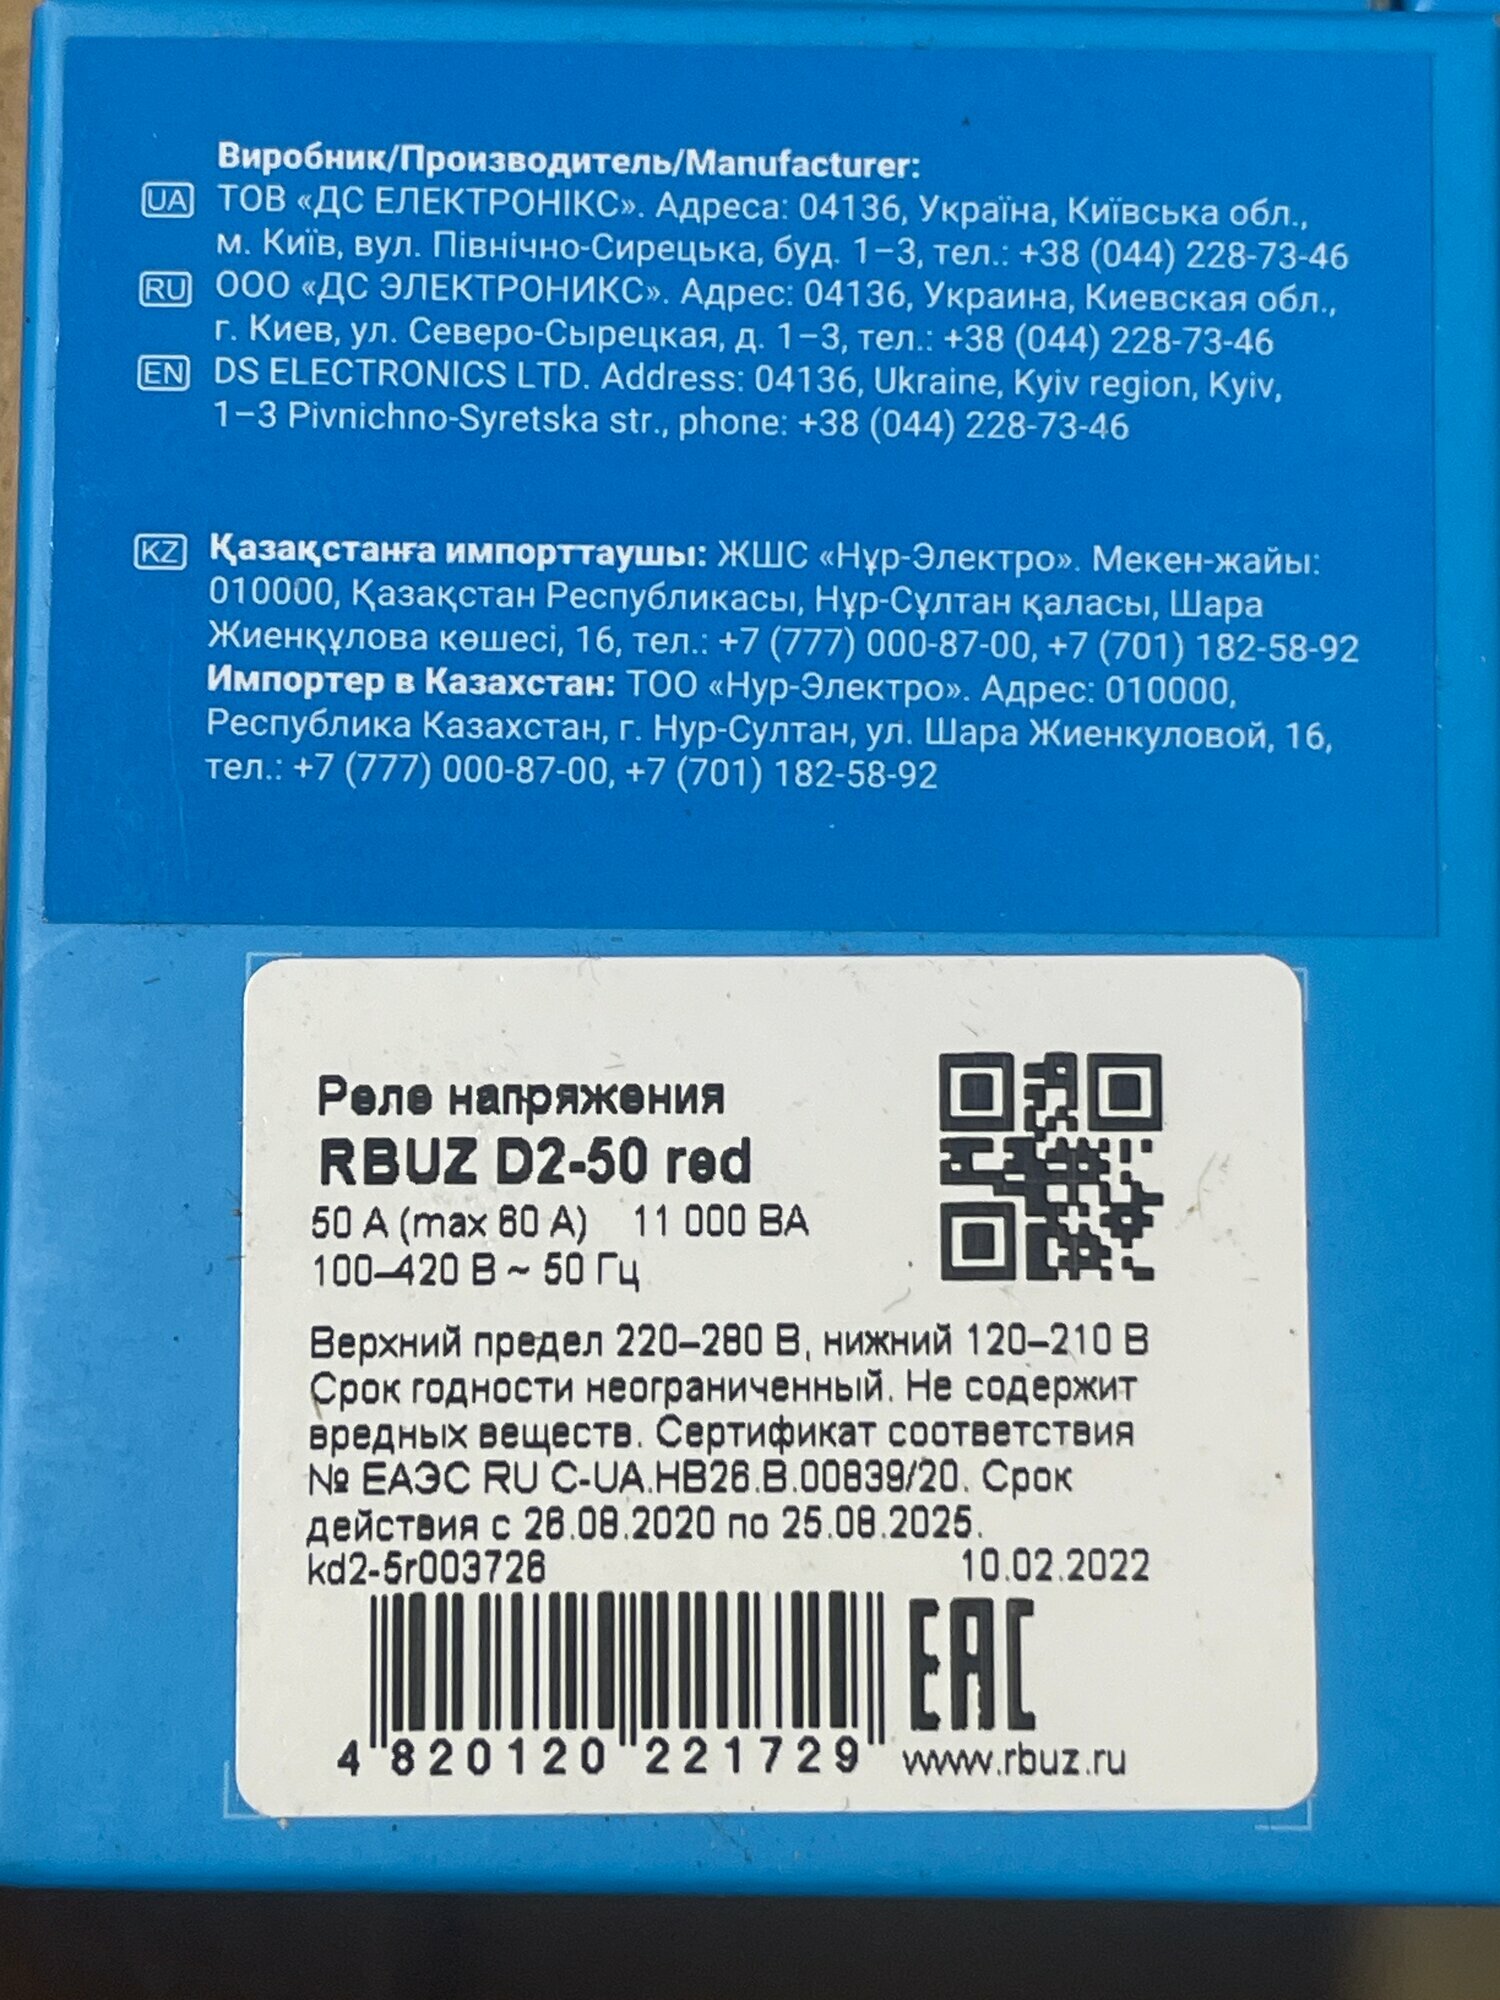 Виробник/Производитель/Manufacturer:
UA ТОВ «ДС ЕЛЕКТРОНІКС». Адреса: 04136, Україна, Київська обл.,
м. Київ, вул. Північно-Сирецька, буд. 1–3, тел.: +38 (044) 228-73-46
RU ООО «ДС ЭЛЕКТРОНИКС». Адрес: 04136, Украина, Киевская обл.,
г. Киев, ул. Северо-Сырецкая, д. 1–3, тел.: +38 (044) 228-73-46
EN DS ELECTRONICS LTD. Address: 04136, Ukraine, Kyiv region, Kyiv,
1–3 Pivnichno-Syretska str., phone: +38 (044) 228-73-46
KZ Қазақстанға импорттаушы: ЖШС «Нұр-Электро». Мекен-жайы:
010000, Қазақстан Республикасы, Нұр-Сұлтан қаласы, Шара
Жиенқұлова көшесі, 16, тел.: +7 (777) 000-87-00, +7 (701) 182-58-92
Импортер в Казахстан: ТОО «Нур-Электро». Адрес: 010000,
Республика Казахстан, г. Нур-Султан, ул. Шара Жиенкуловой, 16,
тел.: +7 (777) 000-87-00, +7 (701) 182-58-92
Реле напряжения
RBUZ D2-50 red
50 А (max 60 А) 11 000 ВА
100–420 В ~ 50 Гц
Верхний предел 220–280 В, нижний 120–210 В
Срок годности неограниченный. Не содержит
вредных веществ. Сертификат соответствия
№ ЕАЭС RU C-UA.HB26.B.00839/20. Срок
действия с 26.08.2020 по 25.08.2025.
kd2-5r003726 10.02.2022
EAC
4 820120 221729 www.rbuz.ru